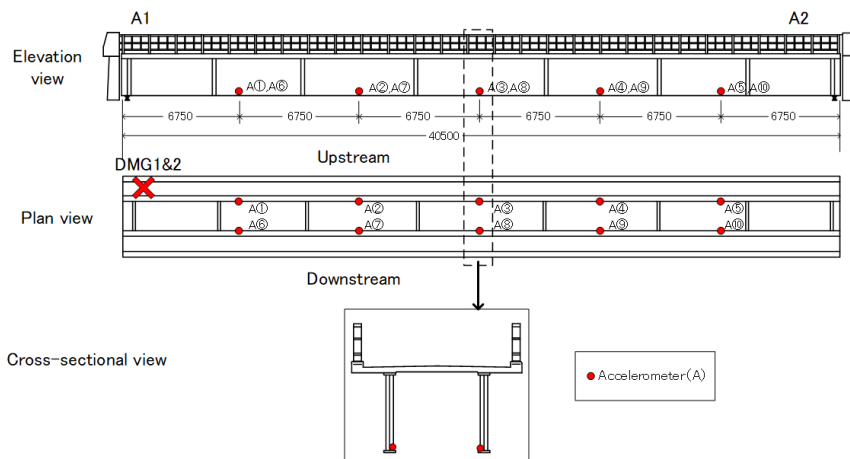 A1
A2
Elevation
view
A①,A⑥
A②,A⑦
A③,A⑧
A④,A⑨
A⑤,A⑩
6750
6750
6750
6750
6750
6750
40500
Upstream
DMG1&2
Plan view
A①
A②
A③
A④
A⑤
A⑥
A⑦
A⑧
A⑨
A⑩
Downstream
Cross-sectional view
Accelerometer(A)